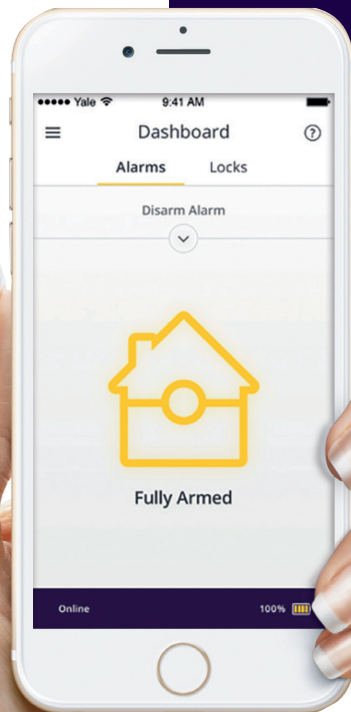 Yale 9:41 AM
Dashboard
Alarms Locks
Disarm Alarm
Fully Armed
Online 100%